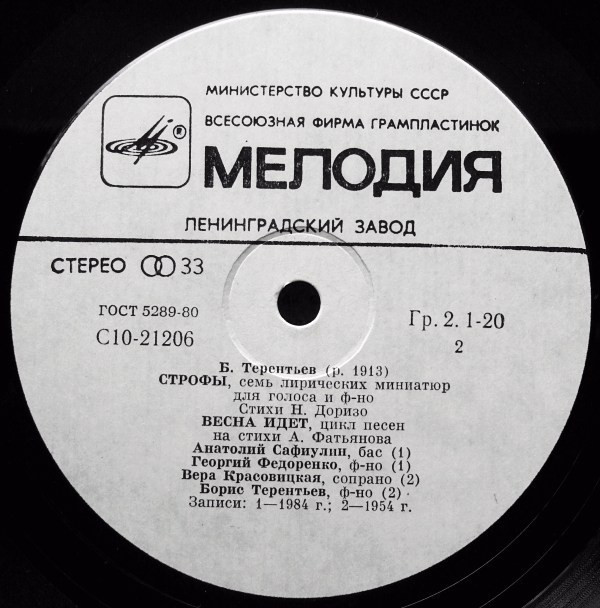 МИНИСТЕРСТВО КУЛЬТУРЫ СССР
ВСЕСОЮЗНАЯ ФИРМА ГРАМПЛАСТИНОК
®
МЕЛОДИЯ
ЛЕНИНГРАДСКИЙ ЗАВОД
СТЕРЕО 33
ГОСТ 5289-80
С10-21206
Гр. 2. 1-20
2
Б. Терентьев (р. 1913)
СТРОФЫ, семь лирических миниатюр
для голоса и ф-но
Стихи Н. Доризо
ВЕСНА ИДЕТ, цикл песен
на стихи А. Фатьянова
Анатолий Сафиулин, бас (1)
Георгий Федоренко, ф-но (1)
Вера Красовицкая, сопрано (2)
Борис Терентьев, ф-но (2)
Записи: 1—1984 г.; 2—1954 г.